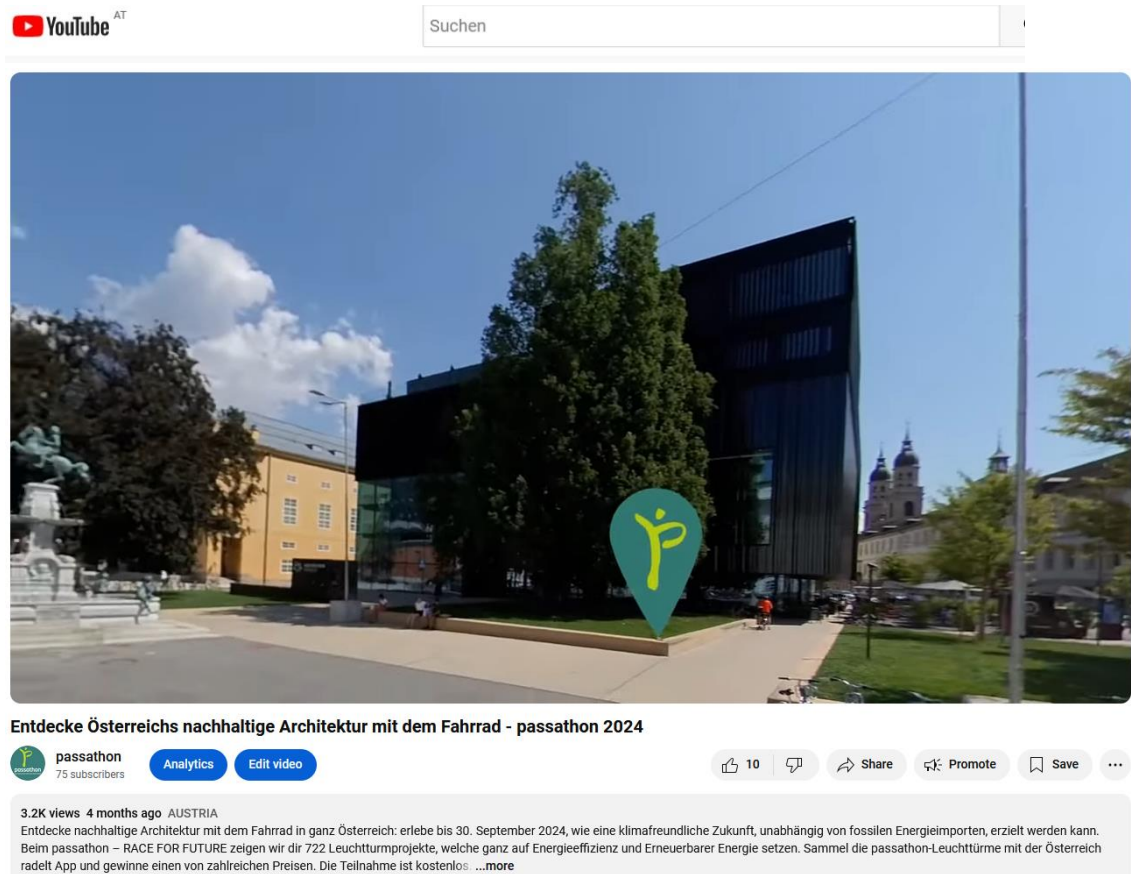 YouTube AT
Suchen
Entdecke Österreichs nachhaltige Architektur mit dem Fahrrad - passathon 2024
passathon
passathon
75 subscribers
Analytics
Edit video
10
Share
Promote
Save
...
3.2K views 4 months ago AUSTRIA
Entdecke nachhaltige Architektur mit dem Fahrrad in ganz Österreich: erlebe bis 30. September 2024, wie eine klimafreundliche Zukunft, unabhängig von fossilen Energieimporten, erzielt werden kann.
Beim passathon – RACE FOR FUTURE zeigen wir dir 722 Leuchtturmprojekte, welche ganz auf Energieeffizienz und Erneuerbarer Energie setzen. Sammel die passathon-Leuchttürme mit der Österreich
radelt App und gewinne einen von zahlreichen Preisen. Die Teilnahme ist kostenlos. ...more